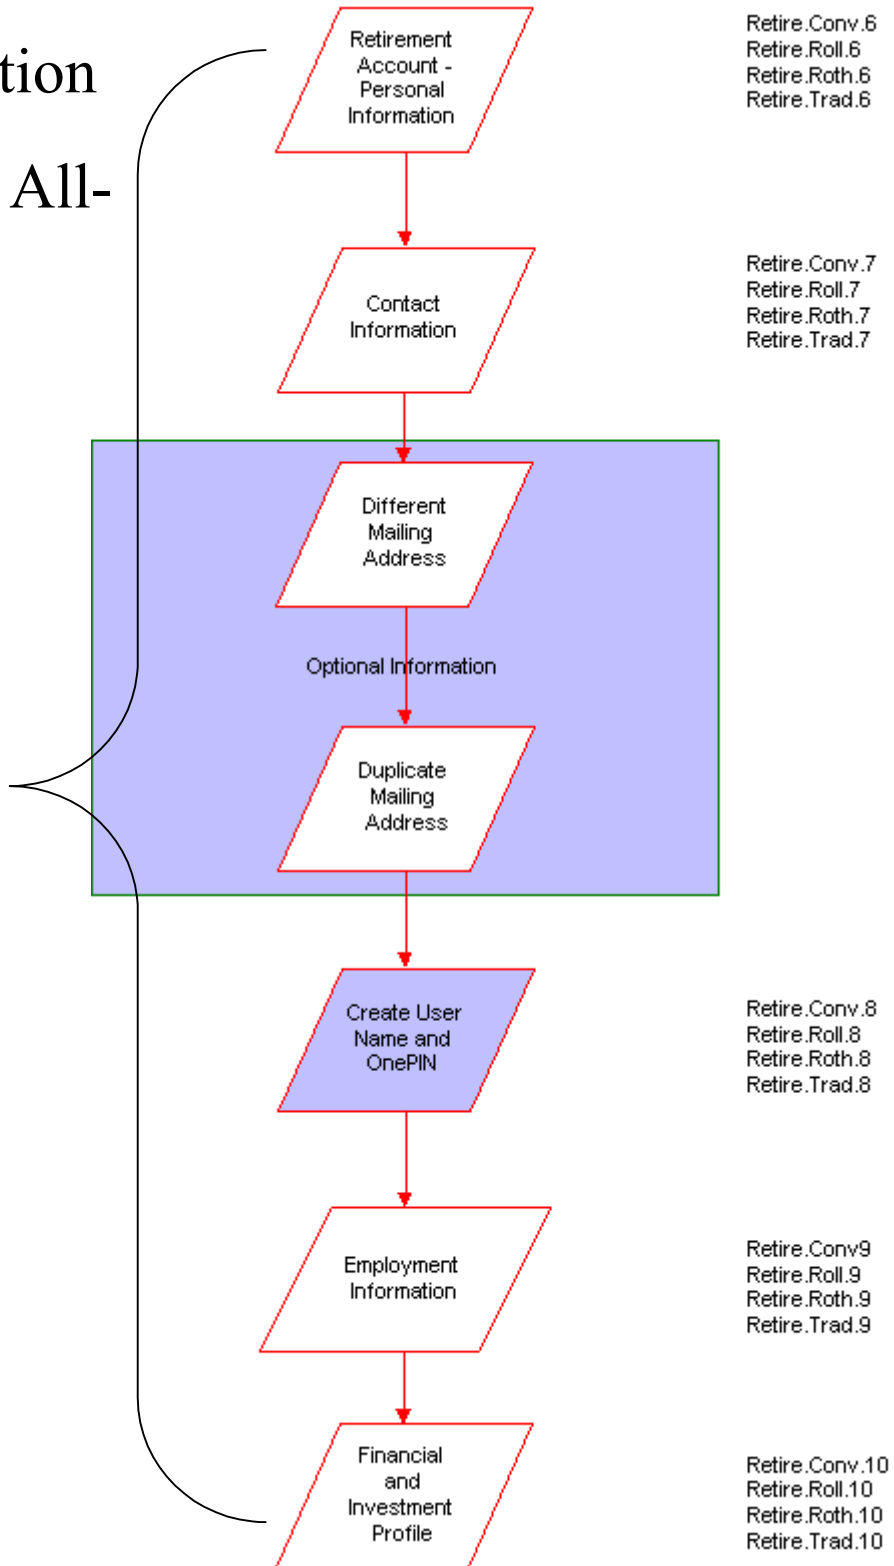 tion
All-
Retirement
Account -
Personal
Information
Retire.Conv.6
Retire.Roll.6
Retire.Roth.6
Retire.Trad.6
Contact
Information
Retire.Conv.7
Retire.Roll.7
Retire.Roth.7
Retire.Trad.7
Different
Mailing
Address
Optional Information
Duplicate
Mailing
Address
Create User
Name and
OnePIN
Retire.Conv.8
Retire.Roll.8
Retire.Roth.8
Retire.Trad.8
Employment
Information
Retire.Conv9
Retire.Roll.9
Retire.Roth.9
Retire.Trad.9
Financial
and
Investment
Profile
Retire.Conv.10
Retire.Roll.10
Retire.Roth.10
Retire.Trad.10